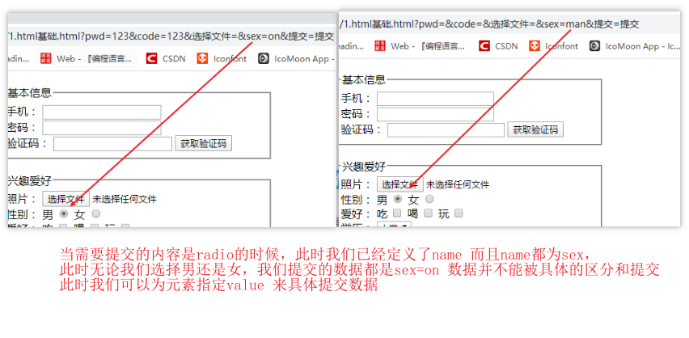 /1.html基础.html?pwd=123&code=123&选择文件=&sex=on&提交=提交
Web - 『编程语言... CSDN Iconfont IcoMoon App - Ic
基本信息
手机：
密码：
验证码： 获取验证码
兴趣爱好
照片： 选择文件 未选择任何文件
性别： 男 女
爱好： 吃 喝 玩
/1.html基础.html?pwd=&code=&选择文件=&sex=man&提交=提交
eadin... Web - 『编程语言... CSDN Iconfont IcoMoon App - Ic...
基本信息
手机：
密码：
验证码： 获取验证码
兴趣爱好
照片： 选择文件 未选择任何文件
性别： 男 女
爱好： 吃 喝 玩
当需要提交的内容是radio的时候，此时我们已经定义了name 而且name都为sex，
此时无论我们选择男还是女，我们提交的数据都是sex=on 数据并不能被具体的区分和提交
此时我们可以为元素指定value 来具体提交数据